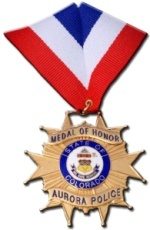 MEDAL OF HONOR
STATE OF
COLORADO
AURORA POLICE